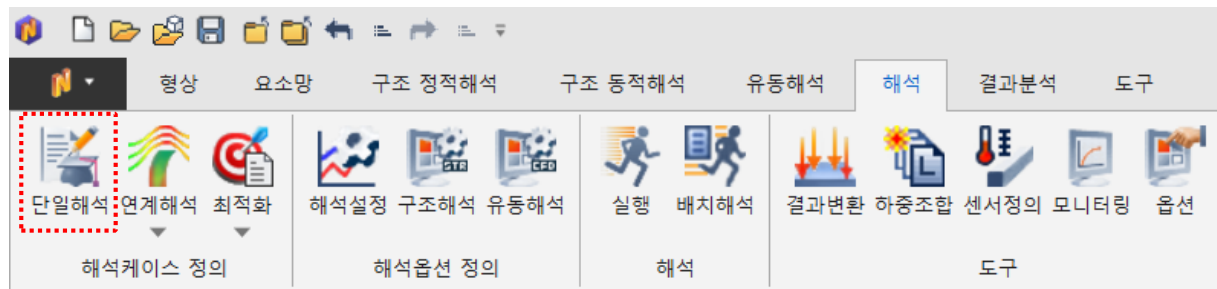 형상 요소망 구조 정적해석 구조 동적해석 유동해석 해석 결과분석 도구
단일해석 연계해석 최적화 해석설정 구조해석 유동해석 실행 배치해석 결과변환 하중조합 센서정의 모니터링 옵션
해석케이스 정의 해석옵션 정의 해석 도구